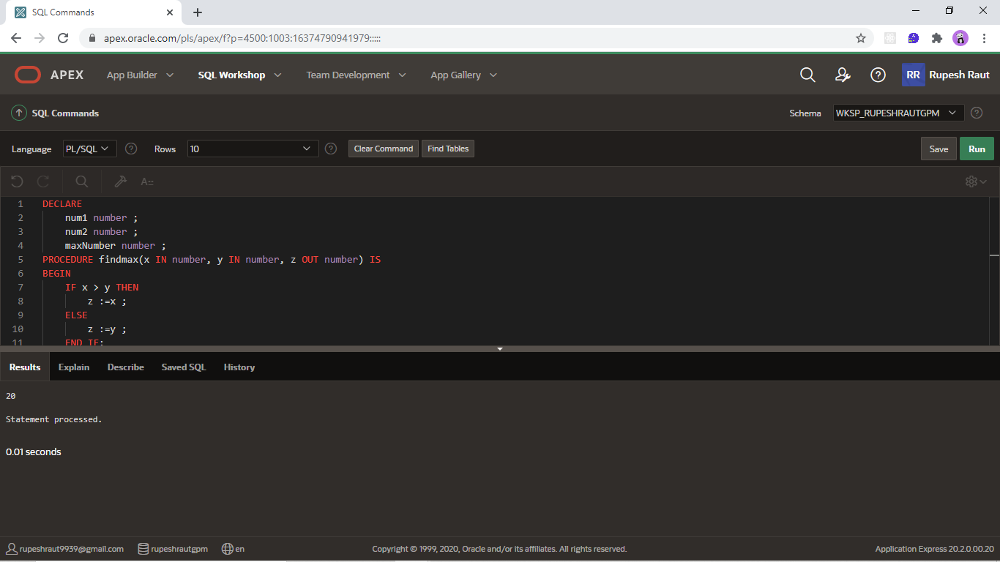 SQL Commands
apex.oracle.com/pls/apex/f?p=4500:1003:16374790941979:::::
APEX App Builder SQL Workshop Team Development App Gallery RR Rupesh Raut
SQL Commands Schema WKSP_RUPESHRAUTGPM
Language PL/SQL Rows 10 Clear Command Find Tables Save Run
1 DECLARE
2 num1 number ;
3 num2 number ;
4 maxNumber number ;
5 PROCEDURE findmax(x IN number, y IN number, z OUT number) IS
6 BEGIN
7 IF x > y THEN
8 z :=x ;
9 ELSE
10 z :=y ;
11 END IF;
Results Explain Describe Saved SQL History
20
Statement processed.
0.01 seconds
rupeshraut9939@gmail.com rupeshrautgpm en Copyright © 1999, 2020, Oracle and/or its affiliates. All rights reserved. Application Express 20.2.0.00.20